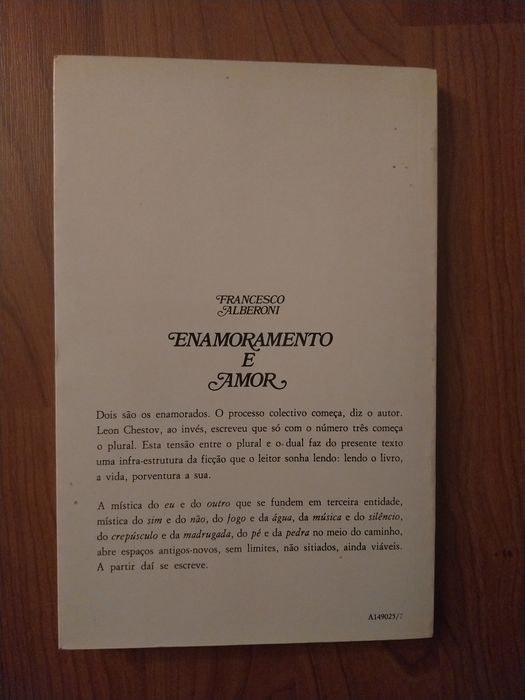 FRANCESCO
ALBERONI
ENAMORAMENTO
E
AMOR
Dois são os enamorados. O processo colectivo começa, diz o autor.
Leon Chestov, ao invés, escreveu que só com o número três começa
o plural. Esta tensão entre o plural e o dual faz do presente texto
uma infra-estrutura da ficção que o leitor sonha lendo: lendo o livro,
a vida, porventura a sua.
A mística do eu e do outro que se fundem em terceira entidade,
mística do sim e do não, do fogo e da água, da música e do silêncio,
do crepúsculo e da madrugada, do pé e da pedra no meio do caminho,
abre espaços antigos-novos, sem limites, não sitiados, ainda viáveis.
A partir daí se escreve.
A149025/7